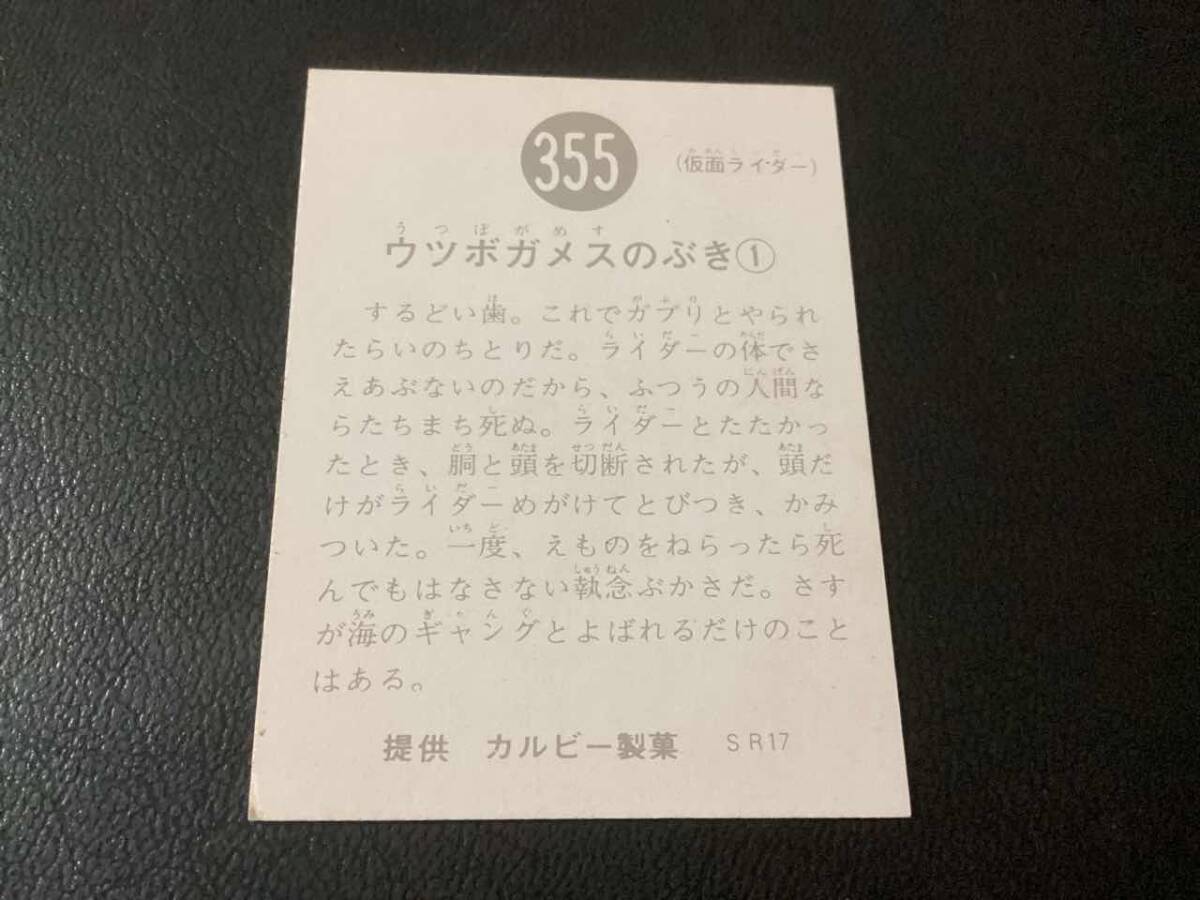 355
(仮面ライダー)
ウツボガメスのぶき①
するどい歯。これでガブリとやられ
たらいのちとりだ。ライダーの体でさ
えあぶないのだから、ふつうの人間な
らたちまち死ぬ。ライダーとたたかっ
たとき、胴と頭を切断されたが、頭だ
けがライダーめがけてとびつき、かみ
ついた。一度、えものをねらったら死
んでもはなさない執念ぶかさだ。さす
が海のギャングとよばれるだけのこと
はある。
提供 カルビー製菓 SR17